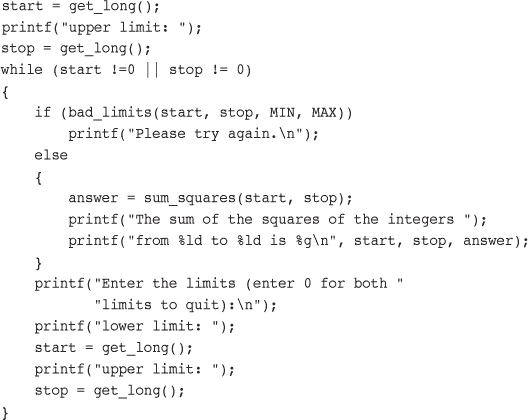 start = get_long();
printf("upper limit: ");
stop = get_long();
while (start !=0 || stop != 0)
{
    if (bad_limits(start, stop, MIN, MAX))
        printf("Please try again.\n");
    else
    {
        answer = sum_squares(start, stop);
        printf("The sum of the squares of the integers ");
        printf("from %ld to %ld is %g\n", start, stop, answer);
    }
    printf("Enter the limits (enter 0 for both "
           "limits to quit):\n");
    printf("lower limit: ");
    start = get_long();
    printf("upper limit: ");
    stop = get_long();
}